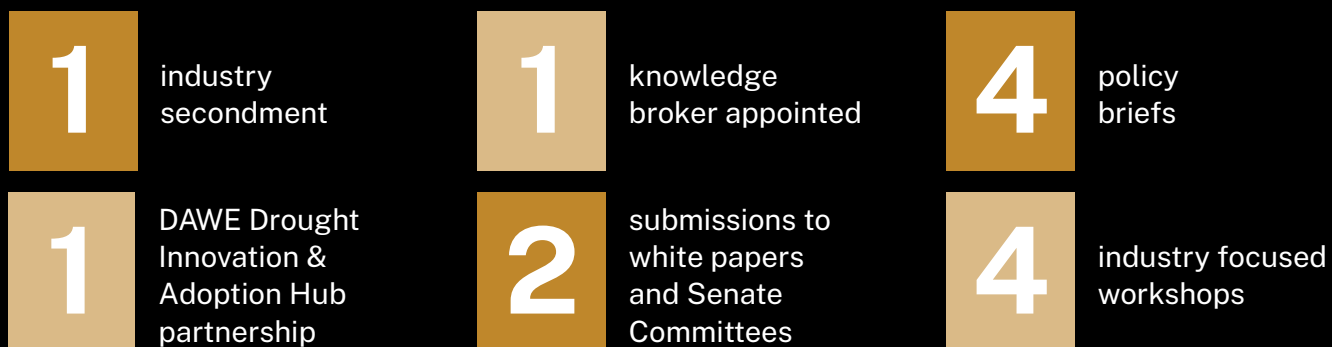 1
industry
secondment
1
knowledge
broker appointed
4
policy
briefs
1
DAWE Drought
Innovation &
Adoption Hub
partnership
2
submissions to
white papers
and Senate
Committees
4
industry focused
workshops